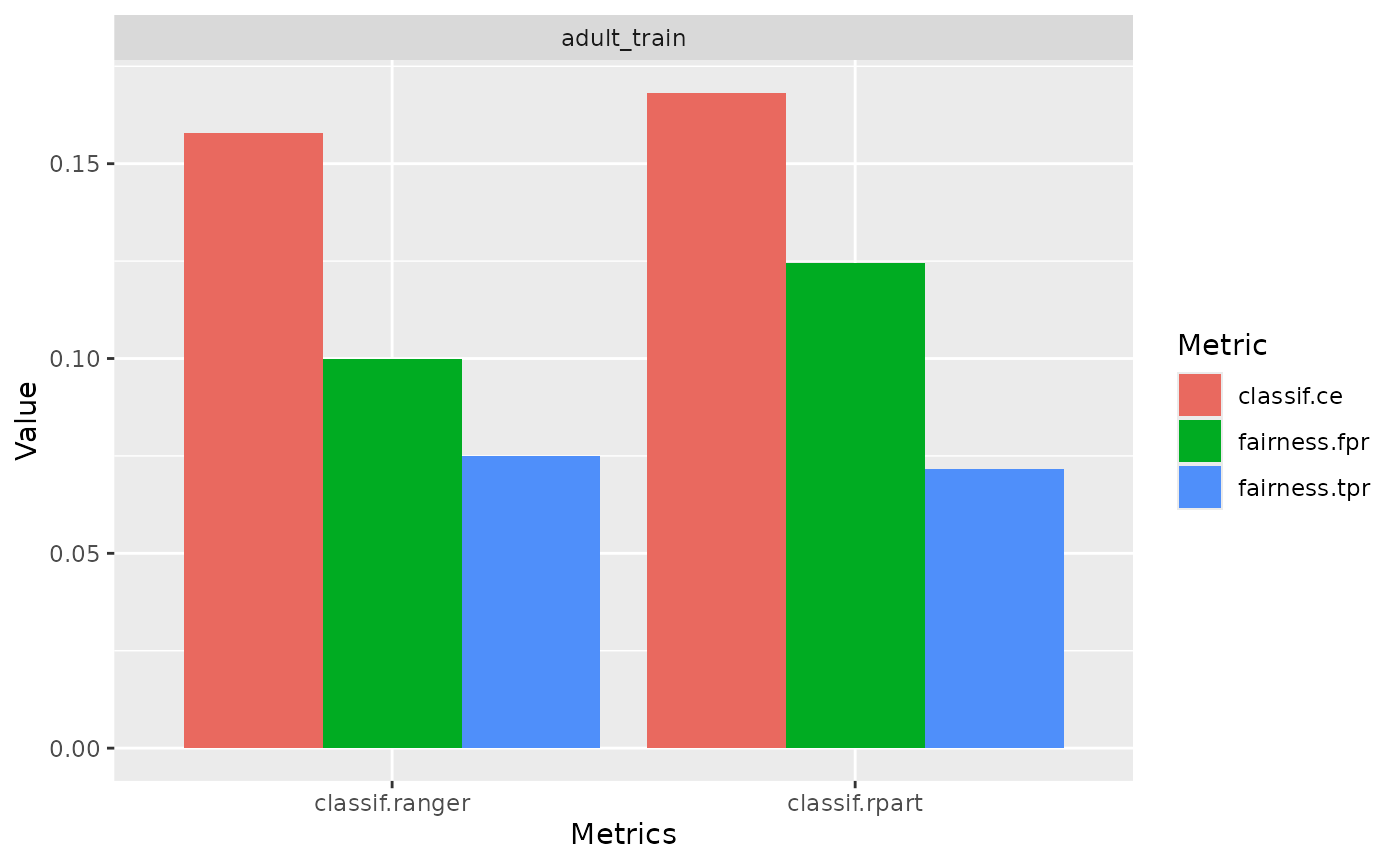 adult_train
Value
0.15
0.10
0.05
0.00
classif.ranger
classif.rpart
Metrics
Metric
classif.ce
fairness.fpr
fairness.tpr